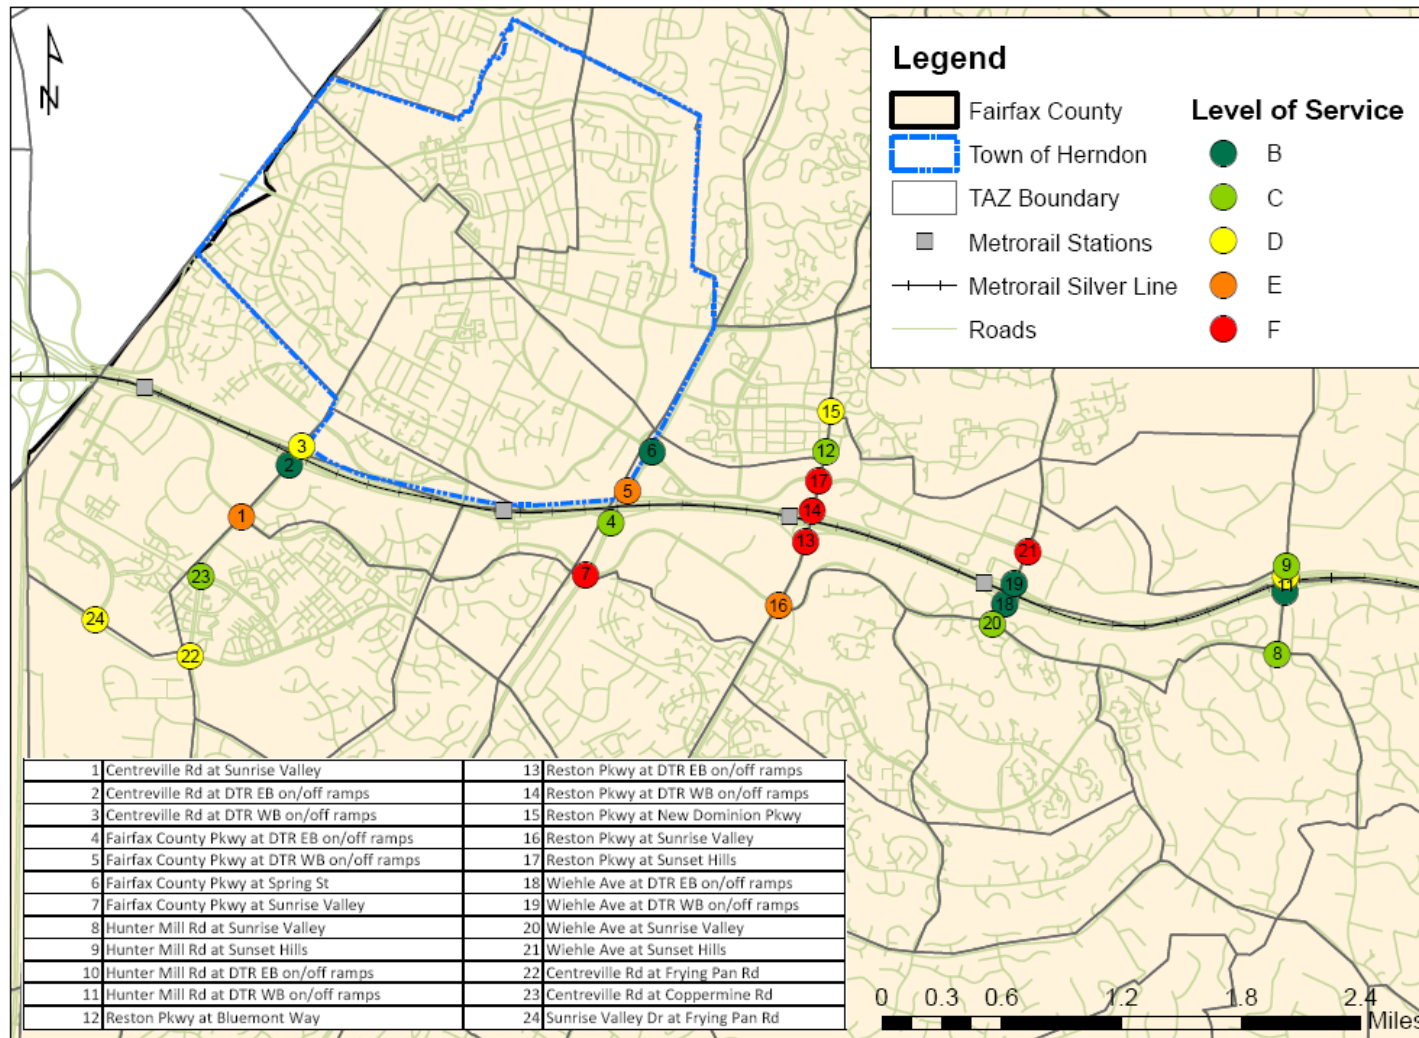 N
Legend
Fairfax County
Town of Herndon
TAZ Boundary
Metrorail Stations
Metrorail Silver Line
Roads
Level of Service
B
C
D
E
F
15
12
17
14
13
16
6
5
4
7
3
2
1
23
24
22
21
19
18
20
9
11
8
1 Centreville Rd at Sunrise Valley
2 Centreville Rd at DTR EB on/off ramps
3 Centreville Rd at DTR WB on/off ramps
4 Fairfax County Pkwy at DTR EB on/off ramps
5 Fairfax County Pkwy at DTR WB on/off ramps
6 Fairfax County Pkwy at Spring St
7 Fairfax County Pkwy at Sunrise Valley
8 Hunter Mill Rd at Sunrise Valley
9 Hunter Mill Rd at Sunset Hills
10 Hunter Mill Rd at DTR EB on/off ramps
11 Hunter Mill Rd at DTR WB on/off ramps
12 Reston Pkwy at Bluemont Way
13 Reston Pkwy at DTR EB on/off ramps
14 Reston Pkwy at DTR WB on/off ramps
15 Reston Pkwy at New Dominion Pkwy
16 Reston Pkwy at Sunrise Valley
17 Reston Pkwy at Sunset Hills
18 Wiehle Ave at DTR EB on/off ramps
19 Wiehle Ave at DTR WB on/off ramps
20 Wiehle Ave at Sunrise Valley
21 Wiehle Ave at Sunset Hills
22 Centreville Rd at Frying Pan Rd
23 Centreville Rd at Coppermine Rd
24 Sunrise Valley Dr at Frying Pan Rd
0 0.3 0.6 1.2 1.8 2.4
Miles